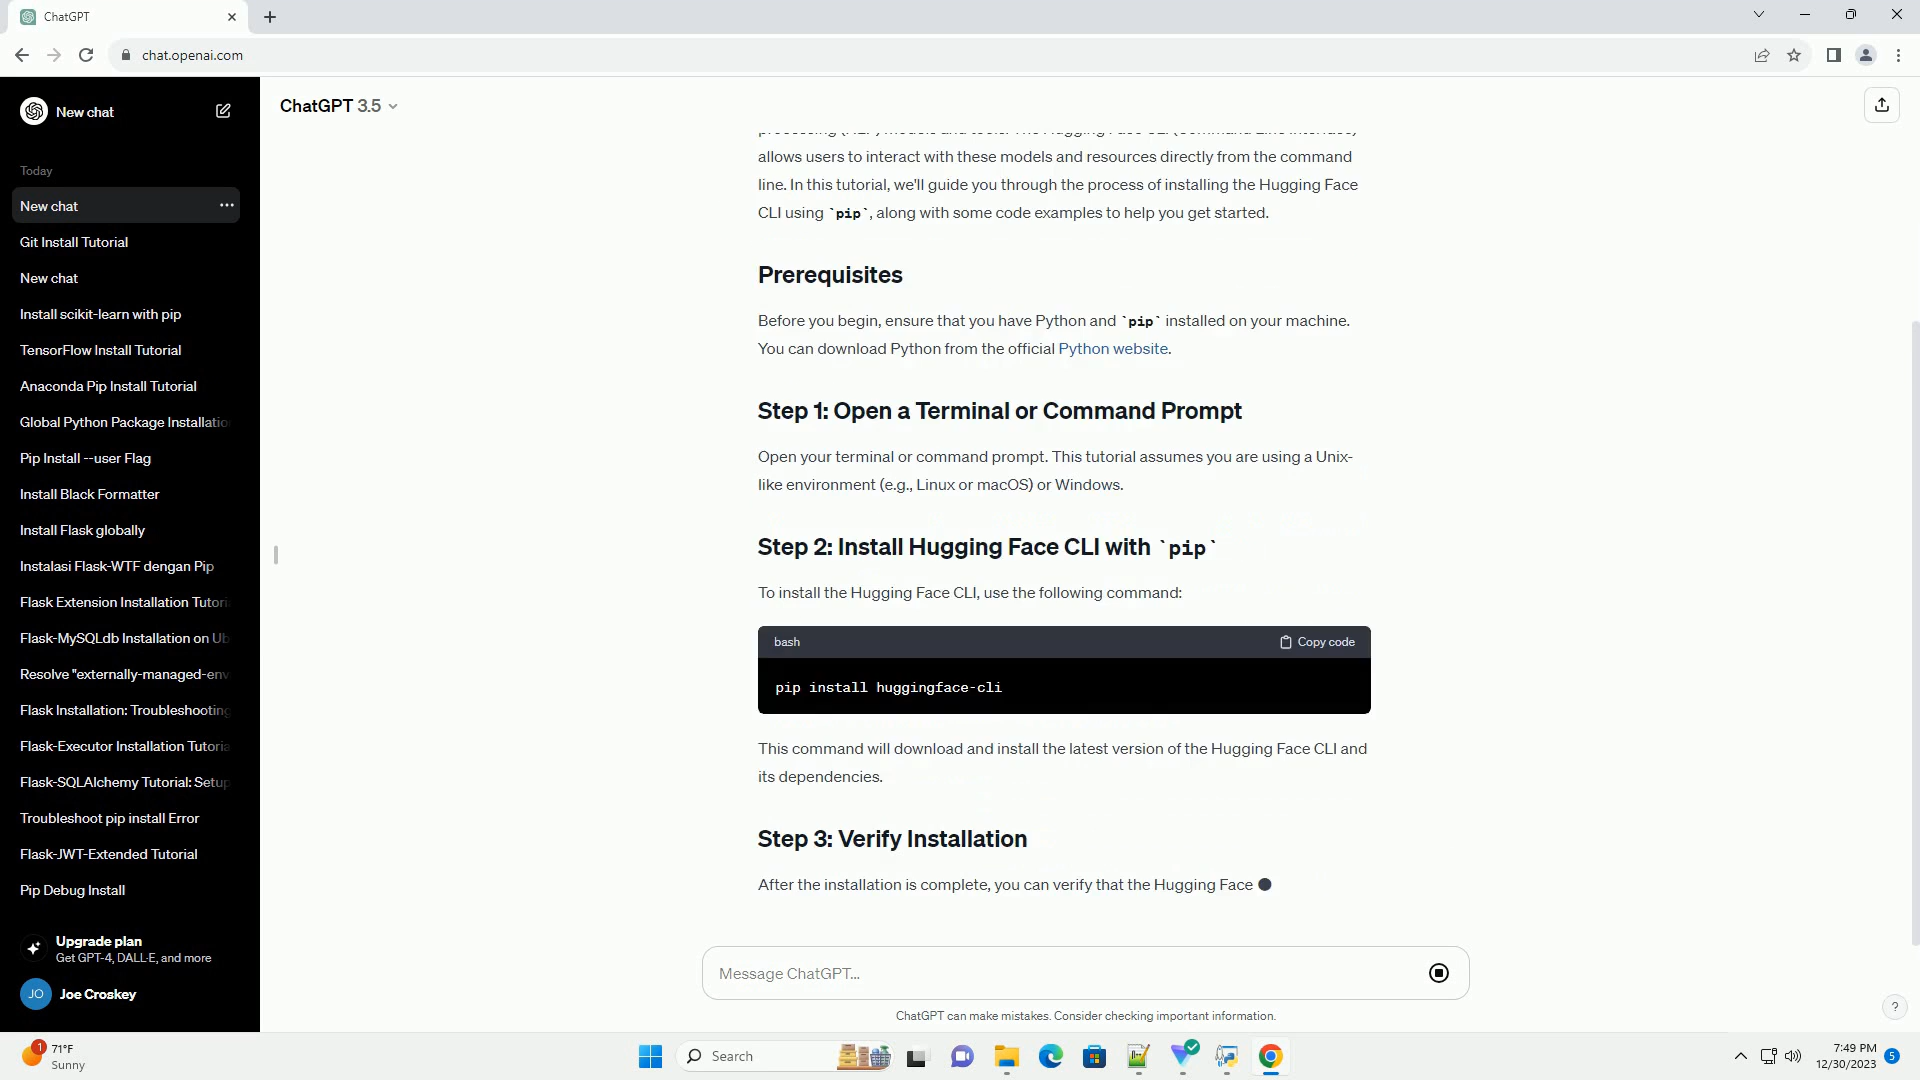 ChatGPT
chat.openai.com
New chat
Today
New chat
Git Install Tutorial
New chat
Install scikit-learn with pip
TensorFlow Install Tutorial
Anaconda Pip Install Tutorial
Global Python Package Installatio
Pip Install --user Flag
Install Black Formatter
Install Flask globally
Instalasi Flask-WTF dengan Pip
Flask Extension Installation Tutori
Flask-MySQLdb Installation on Ub
Resolve "externally-managed-env
Flask Installation: Troubleshooting
Flask-Executor Installation Tutoria
Flask-SQLAlchemy Tutorial: Setup
Troubleshoot pip install Error
Flask-JWT-Extended Tutorial
Pip Debug Install
Upgrade plan
Get GPT-4, DALL·E, and more
JO
Joe Croskey
ChatGPT 3.5
allows users to interact with these models and resources directly from the command
line. In this tutorial, we'll guide you through the process of installing the Hugging Face
CLI using `pip`, along with some code examples to help you get started.
Prerequisites
Before you begin, ensure that you have Python and `pip` installed on your machine.
You can download Python from the official Python website.
Step 1: Open a Terminal or Command Prompt
Open your terminal or command prompt. This tutorial assumes you are using a Unix-
like environment (e.g., Linux or macOS) or Windows.
Step 2: Install Hugging Face CLI with `pip`
To install the Hugging Face CLI, use the following command:
bash
Copy code
pip install huggingface-cli
This command will download and install the latest version of the Hugging Face CLI and
its dependencies.
Step 3: Verify Installation
After the installation is complete, you can verify that the Hugging Face
Message ChatGPT...
ChatGPT can make mistakes. Consider checking important information.
?
1
71°F
Sunny
Search
7:49 PM
12/30/2023
5